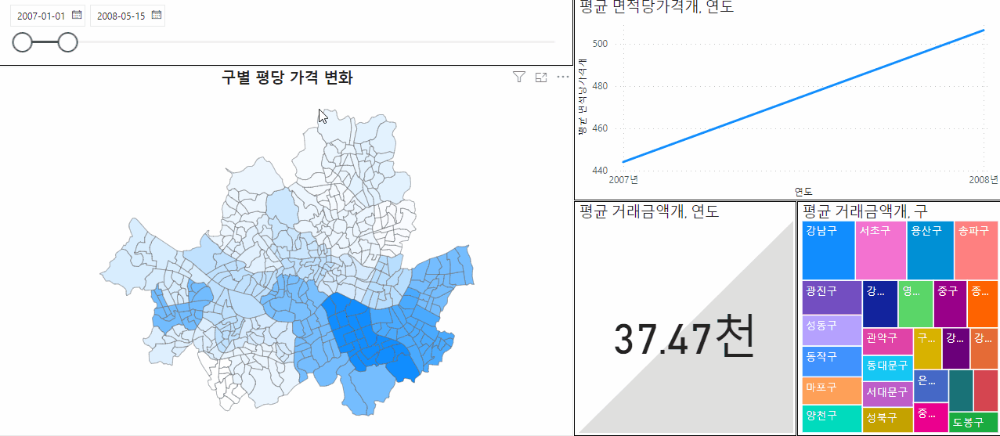 2007-01-01
2008-05-15
구별 평당 가격 변화
평균 면적당가격개, 연도
평균 면적당가격개
500
480
460
440
2007년
2008년
연도
평균 거래금액개, 연도
37.47천
평균 거래금액개, 구
강남구
서초구
용산구
송파구
광진구
강...
영...
중구
종...
성동구
관악구
구...
강...
강...
동작구
동대문구
마포구
서대문구
은...
양천구
성북구
중...
도봉구